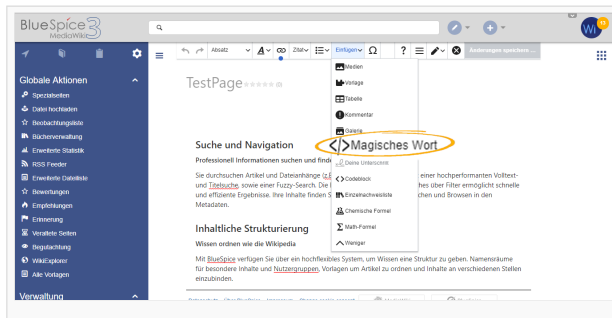 BlueSpice 3
MediaWiki
WM
Absatz
A
Zitat
Einfügen
Ω
?
Änderungen speichern ...
Globale Aktionen
Spezialseiten
Datei hochladen
Beobachtungsliste
Bücherverwaltung
Erweiterte Statistik
RSS Feeder
Erweiterte Dateiliste
Bewertungen
Empfehlungen
Erinnerung
Veraltete Seiten
Begutachtung
WikiExplorer
Alle Vorlagen
Verwaltung
TestPage
Medien
Vorlage
Tabelle
Kommentar
Galerie
</>Magisches Wort
Deine Unterschrift
Codeblock
Einzelnachweisliste
Chemische Formel
Σ Math-Formel
Weniger
Suche und Navigation
Professionell Informationen suchen und finde
Sie durchsuchen Artikel und Dateianhänge einer hochperformanten Volltext-
und Titelsuche, sowie einer Fuzzy-Search. Die hes über Filter ermöglicht schnelle
und effiziente Ergebnisse. Ihre Inhalte finden S chen und Browsen in den
Metadaten.
Inhaltliche Strukturierung
Wissen ordnen wie die Wikipedia
Mit BlueSpice verfügen Sie über ein hochflexibles System, um Wissen eine Struktur zu geben. Namensräume
für besondere Inhalte und Nutzergruppen, Vorlagen um Artikel zu ordnen und Inhalte an verschiedenen Stellen
einzubinden.